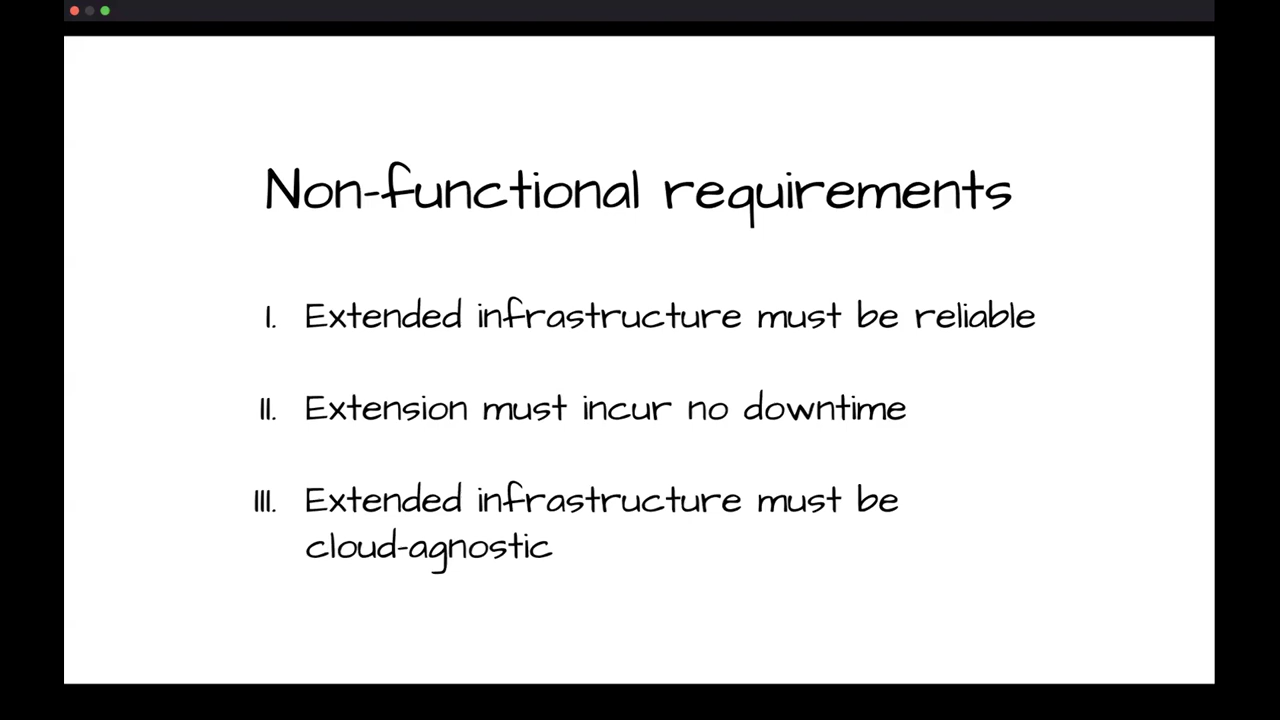 Non-functional requirements
I. Extended infrastructure must be reliable
II. Extension must incur no downtime
III. Extended infrastructure must be
cloud-agnostic